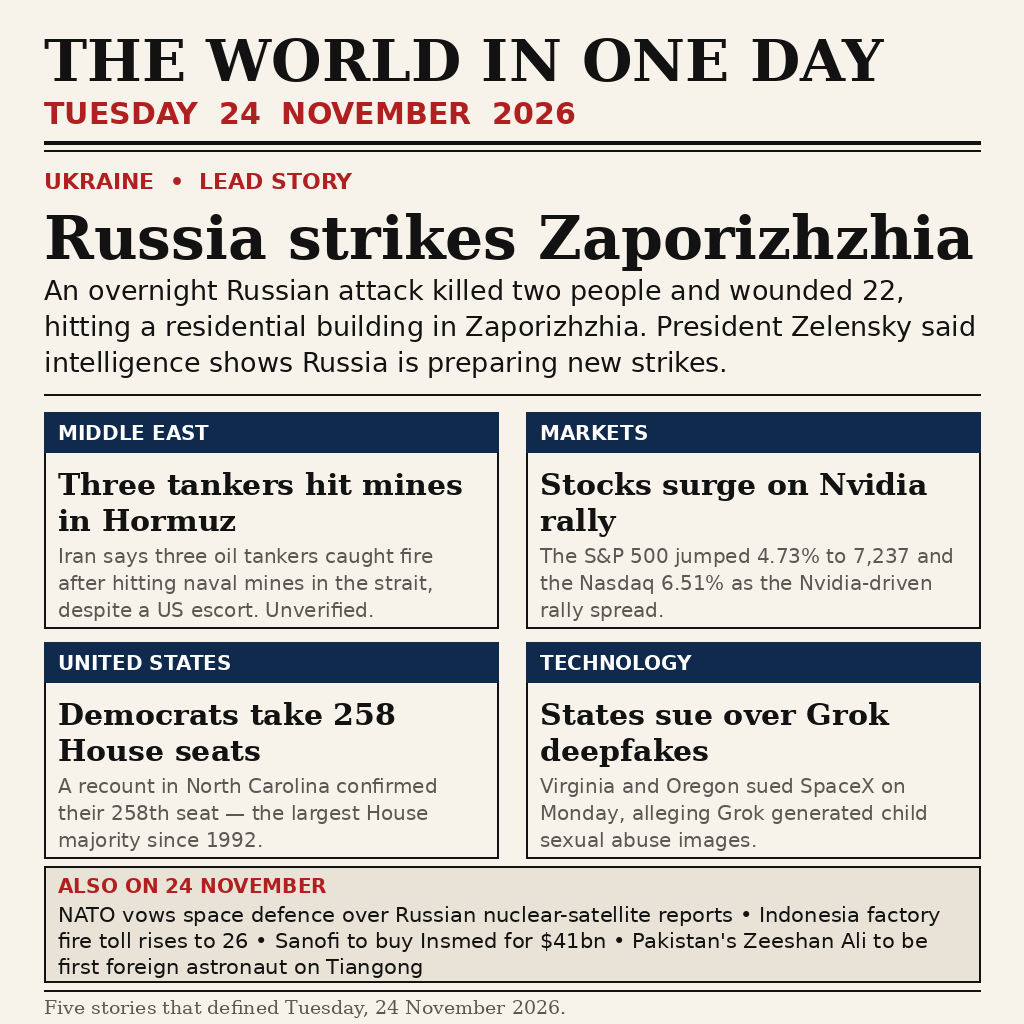 THE WORLD IN ONE DAY
TUESDAY 24 NOVEMBER 2026
UKRAINE • LEAD STORY
Russia strikes Zaporizhzhia
An overnight Russian attack killed two people and wounded 22,
hitting a residential building in Zaporizhzhia. President Zelensky said
intelligence shows Russia is preparing new strikes.
MIDDLE EAST
Three tankers hit mines
in Hormuz
Iran says three oil tankers caught fire
after hitting naval mines in the strait,
despite a US escort. Unverified.
MARKETS
Stocks surge on Nvidia
rally
The S&P 500 jumped 4.73% to 7,237 and
the Nasdaq 6.51% as the Nvidia-driven
rally spread.
UNITED STATES
Democrats take 258
House seats
A recount in North Carolina confirmed
their 258th seat — the largest House
majority since 1992.
TECHNOLOGY
States sue over Grok
deepfakes
Virginia and Oregon sued SpaceX on
Monday, alleging Grok generated child
sexual abuse images.
ALSO ON 24 NOVEMBER
NATO vows space defence over Russian nuclear-satellite reports • Indonesia factory
fire toll rises to 26 • Sanofi to buy Insmed for $41bn • Pakistan's Zeeshan Ali to be
first foreign astronaut on Tiangong
Five stories that defined Tuesday, 24 November 2026.